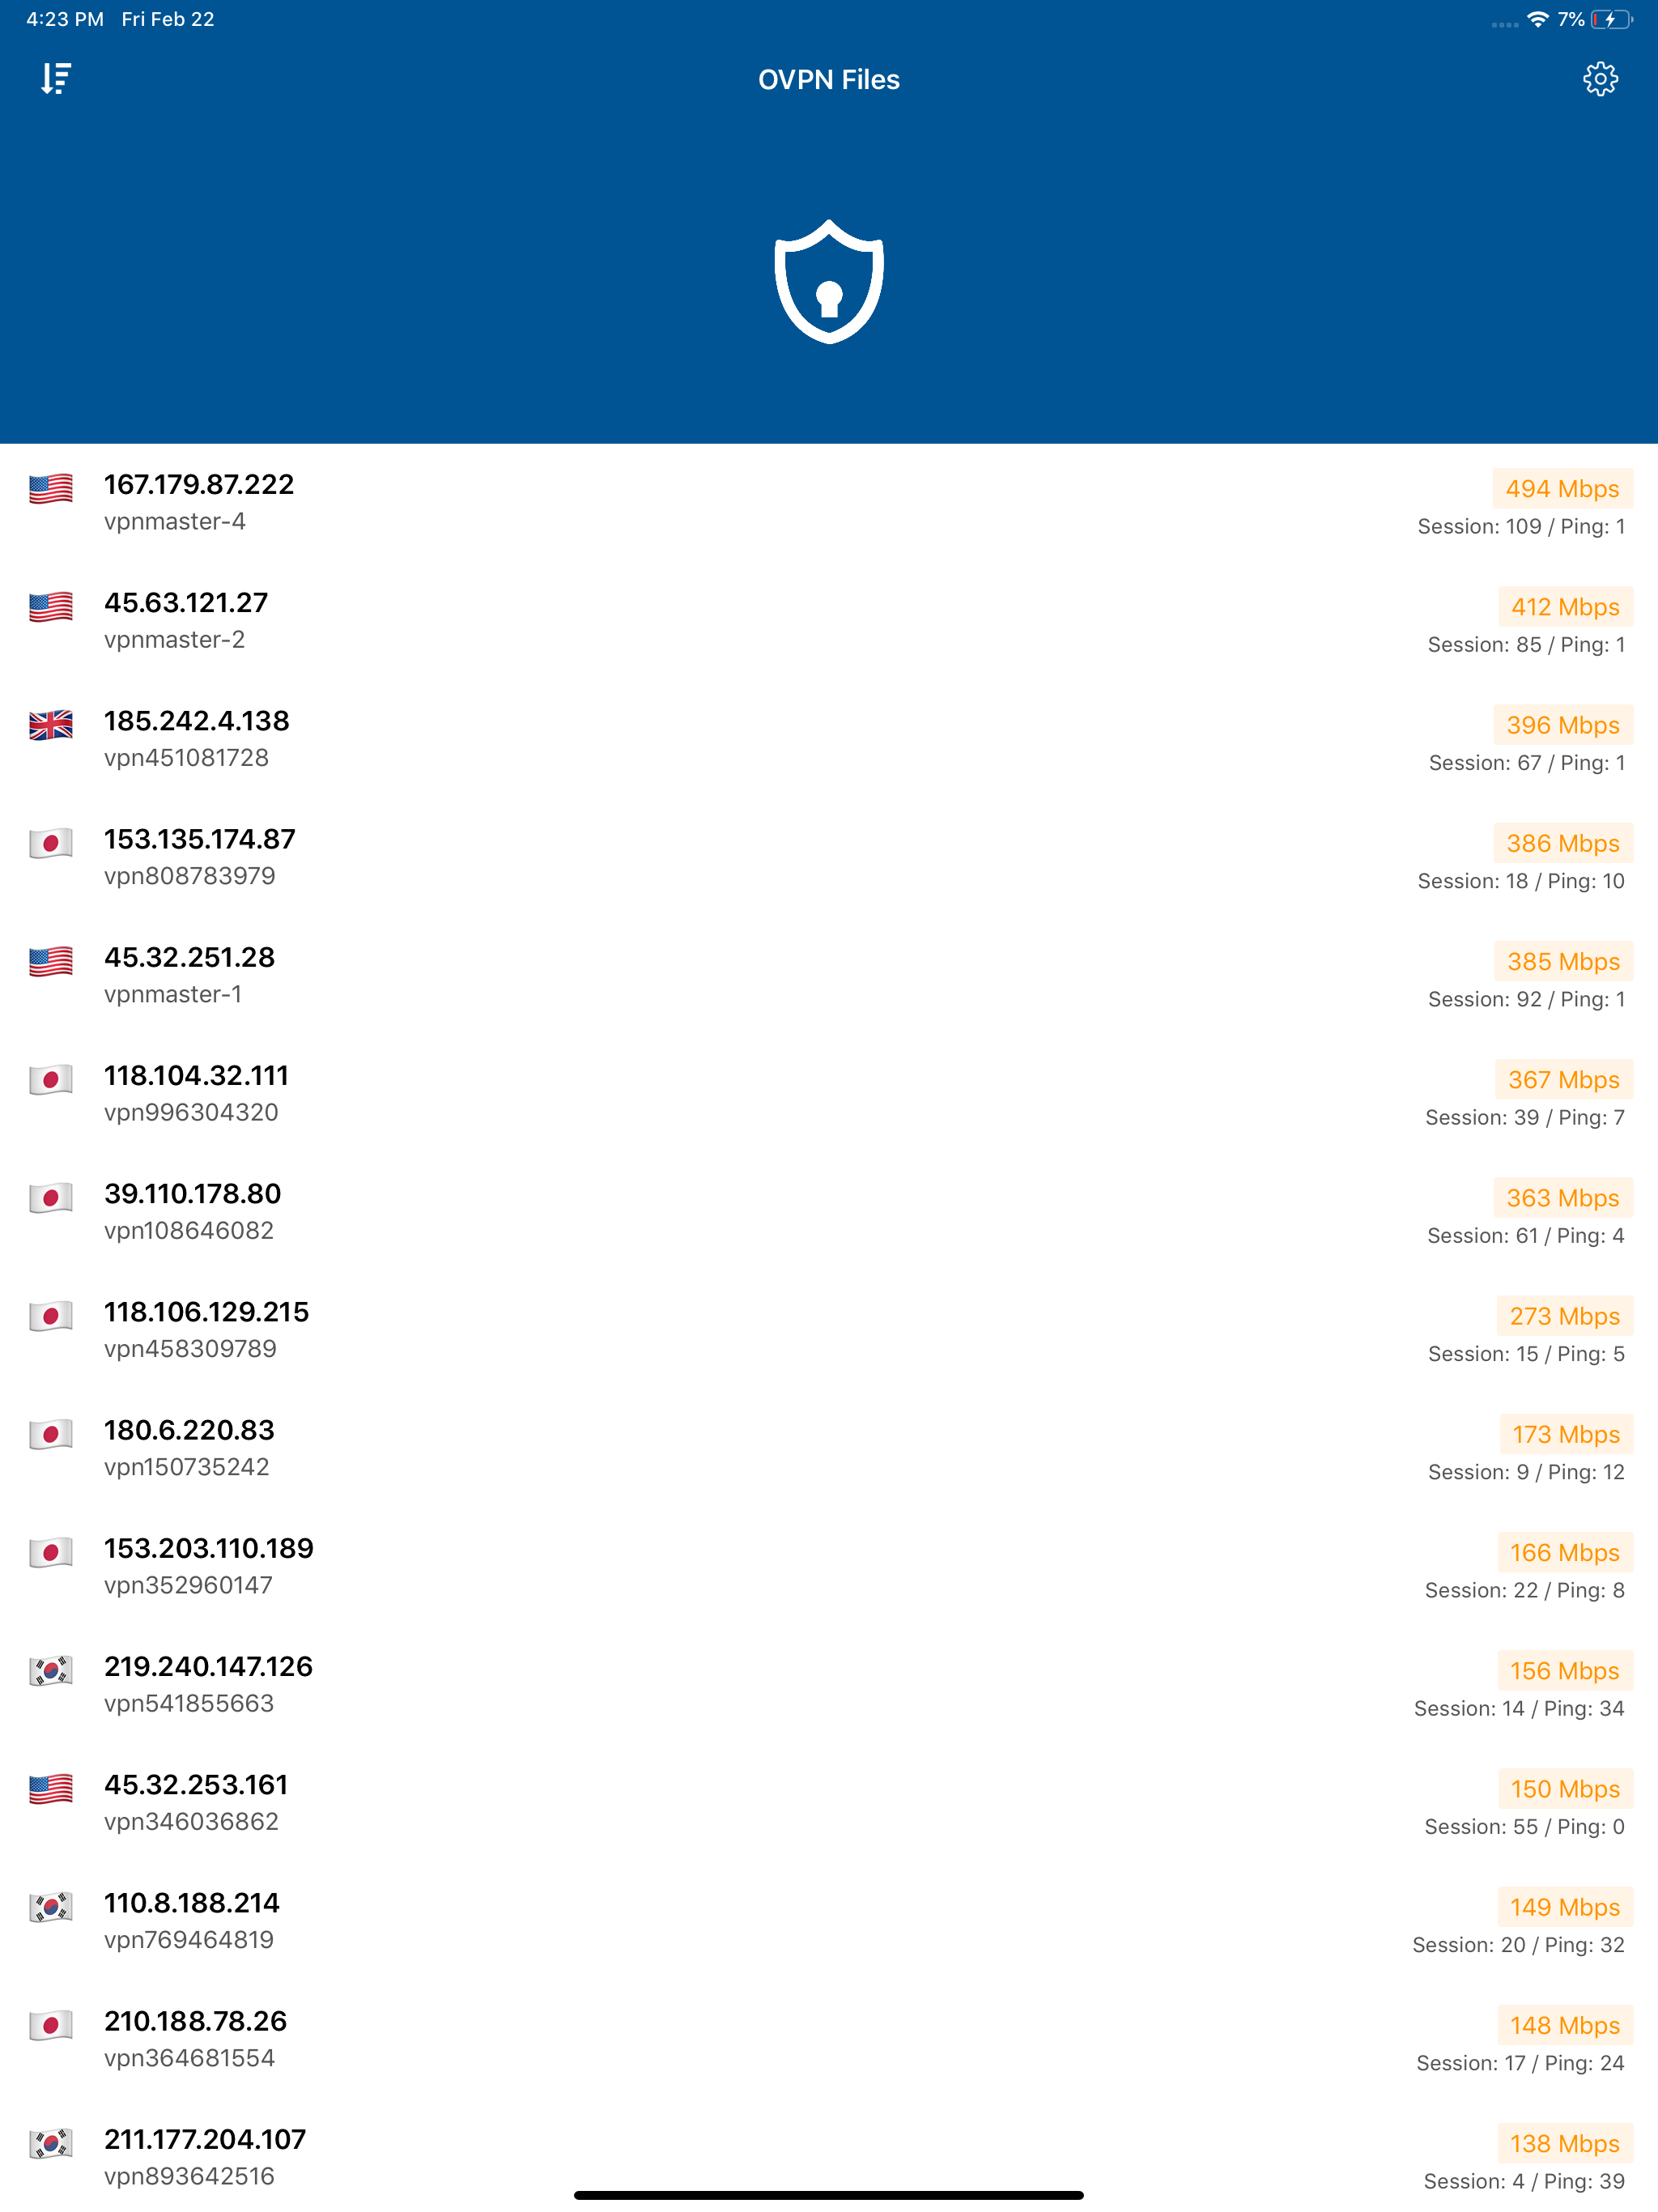 4:23 PM Fri Feb 22 7%
OVPN Files
167.179.87.222
vpnmaster-4
494 Mbps
Session: 109 / Ping: 1
45.63.121.27
vpnmaster-2
412 Mbps
Session: 85 / Ping: 1
185.242.4.138
vpn451081728
396 Mbps
Session: 67 / Ping: 1
153.135.174.87
vpn808783979
386 Mbps
Session: 18 / Ping: 10
45.32.251.28
vpnmaster-1
385 Mbps
Session: 92 / Ping: 1
118.104.32.111
vpn996304320
367 Mbps
Session: 39 / Ping: 7
39.110.178.80
vpn108646082
363 Mbps
Session: 61 / Ping: 4
118.106.129.215
vpn458309789
273 Mbps
Session: 15 / Ping: 5
180.6.220.83
vpn150735242
173 Mbps
Session: 9 / Ping: 12
153.203.110.189
vpn352960147
166 Mbps
Session: 22 / Ping: 8
219.240.147.126
vpn541855663
156 Mbps
Session: 14 / Ping: 34
45.32.253.161
vpn346036862
150 Mbps
Session: 55 / Ping: 0
110.8.188.214
vpn769464819
149 Mbps
Session: 20 / Ping: 32
210.188.78.26
vpn364681554
148 Mbps
Session: 17 / Ping: 24
211.177.204.107
vpn893642516
138 Mbps
Session: 4 / Ping: 39